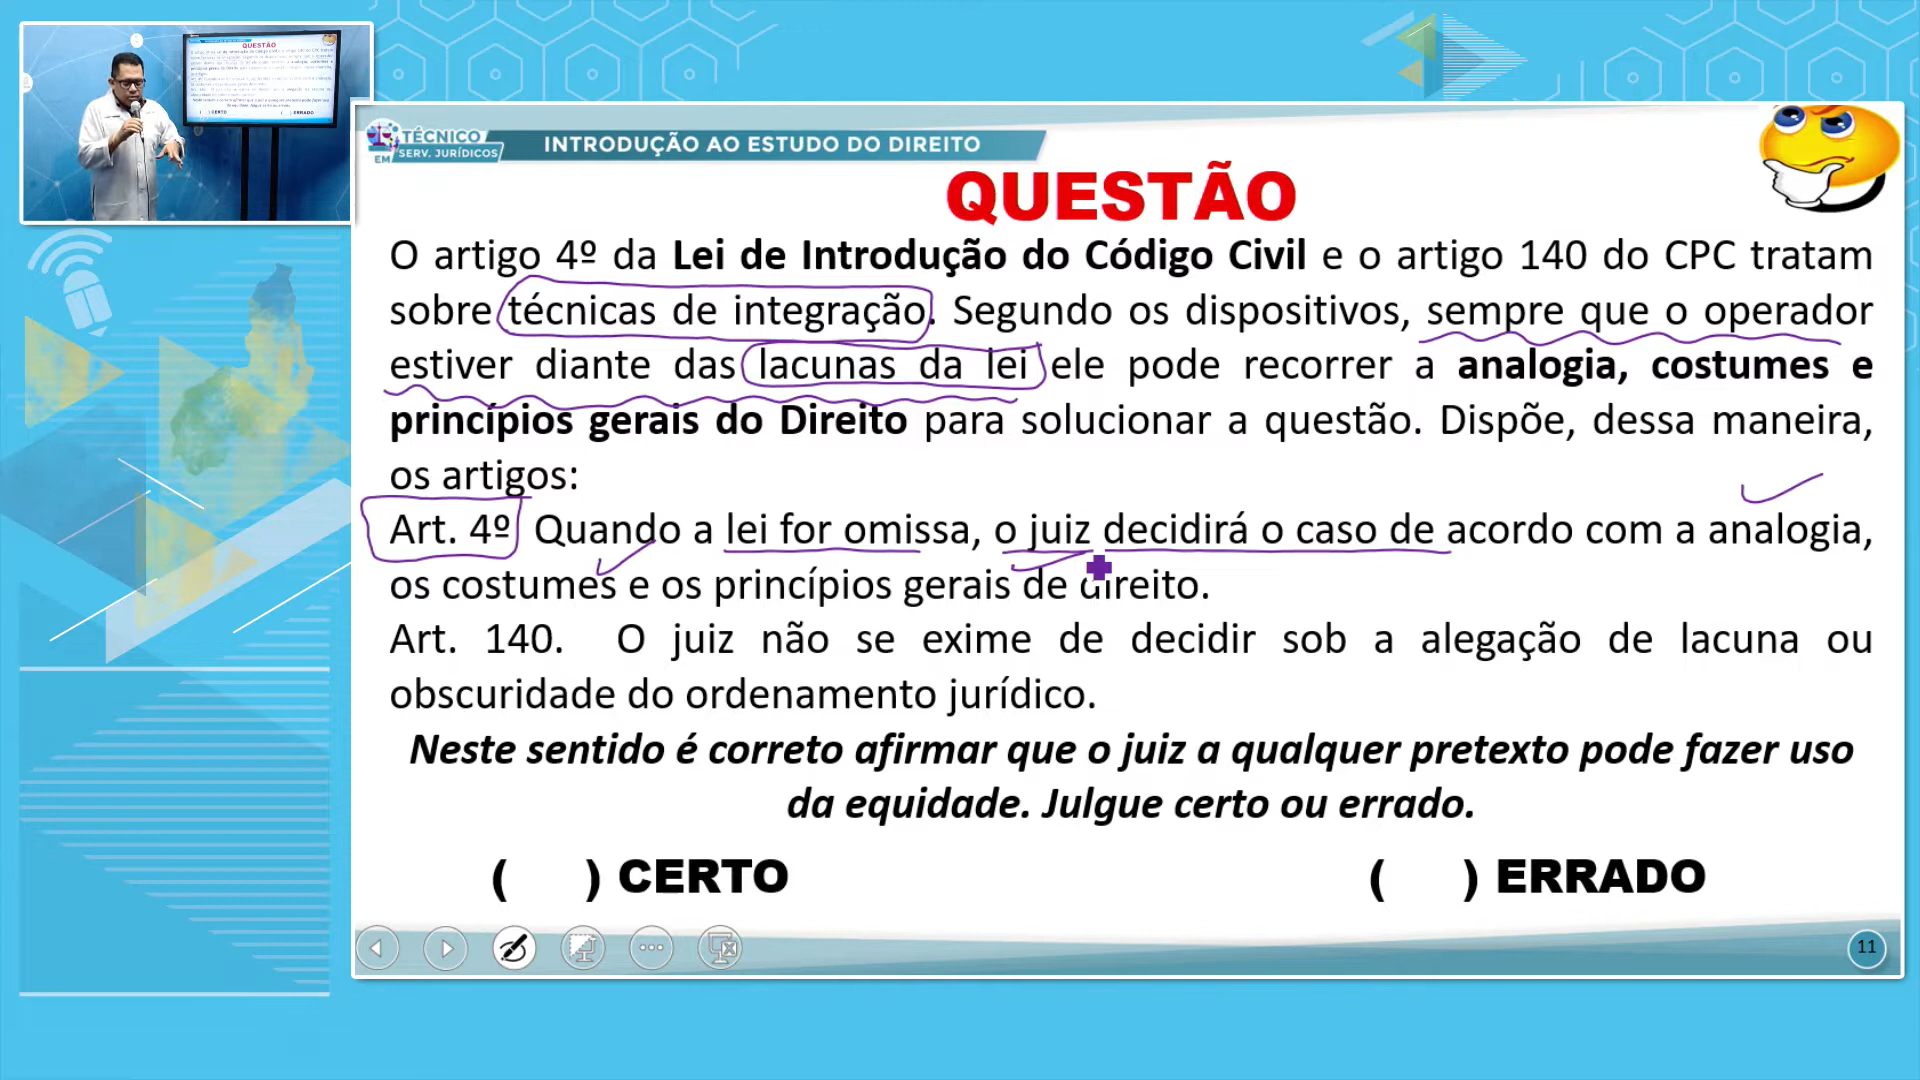 TÉCNICO
EM SERV. JURÍDICOS
INTRODUÇÃO AO ESTUDO DO DIREITO
QUESTÃO
O artigo 4º da Lei de Introdução do Código Civil e o artigo 140 do CPC tratam
sobre técnicas de integração. Segundo os dispositivos, sempre que o operador
estiver diante das lacunas da lei ele pode recorrer a analogia, costumes e
princípios gerais do Direito para solucionar a questão. Dispõe, dessa maneira,
os artigos:
Art. 4º Quando a lei for omissa, o juiz decidirá o caso de acordo com a analogia,
os costumes e os princípios gerais de direito.
Art. 140. O juiz não se exime de decidir sob a alegação de lacuna ou
obscuridade do ordenamento jurídico.
Neste sentido é correto afirmar que o juiz a qualquer pretexto pode fazer uso
da equidade. Julgue certo ou errado.
( ) CERTO ( ) ERRADO
11